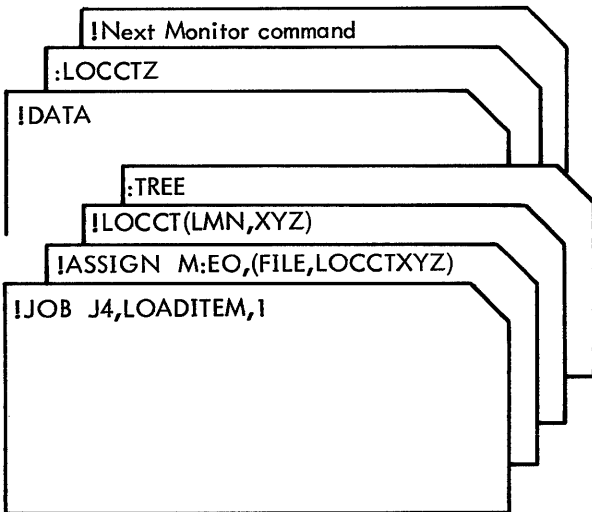 !Next Monitor command
:LOCCTZ
!DATA
:TREE
!LOCCT(LMN,XYZ)
!ASSIGN M:EO,(FILE,LOCCTXYZ)
!JOB J4,LOADITEM,1